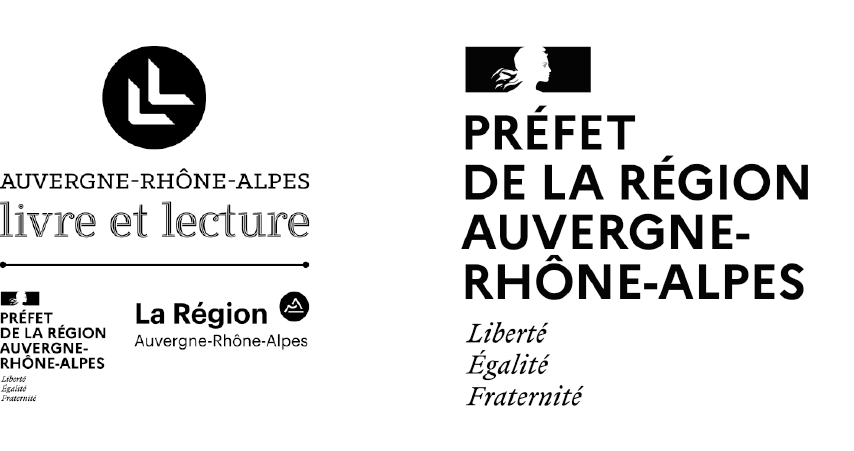 AUVERGNE-RHÔNE-ALPES
livre et lecture
PRÉFET
DE LA RÉGION
AUVERGNE-
RHÔNE-ALPES
Liberté
Égalité
Fraternité
La Région
Auvergne-Rhône-Alpes
PRÉFET
DE LA RÉGION
AUVERGNE-
RHÔNE-ALPES
Liberté
Égalité
Fraternité